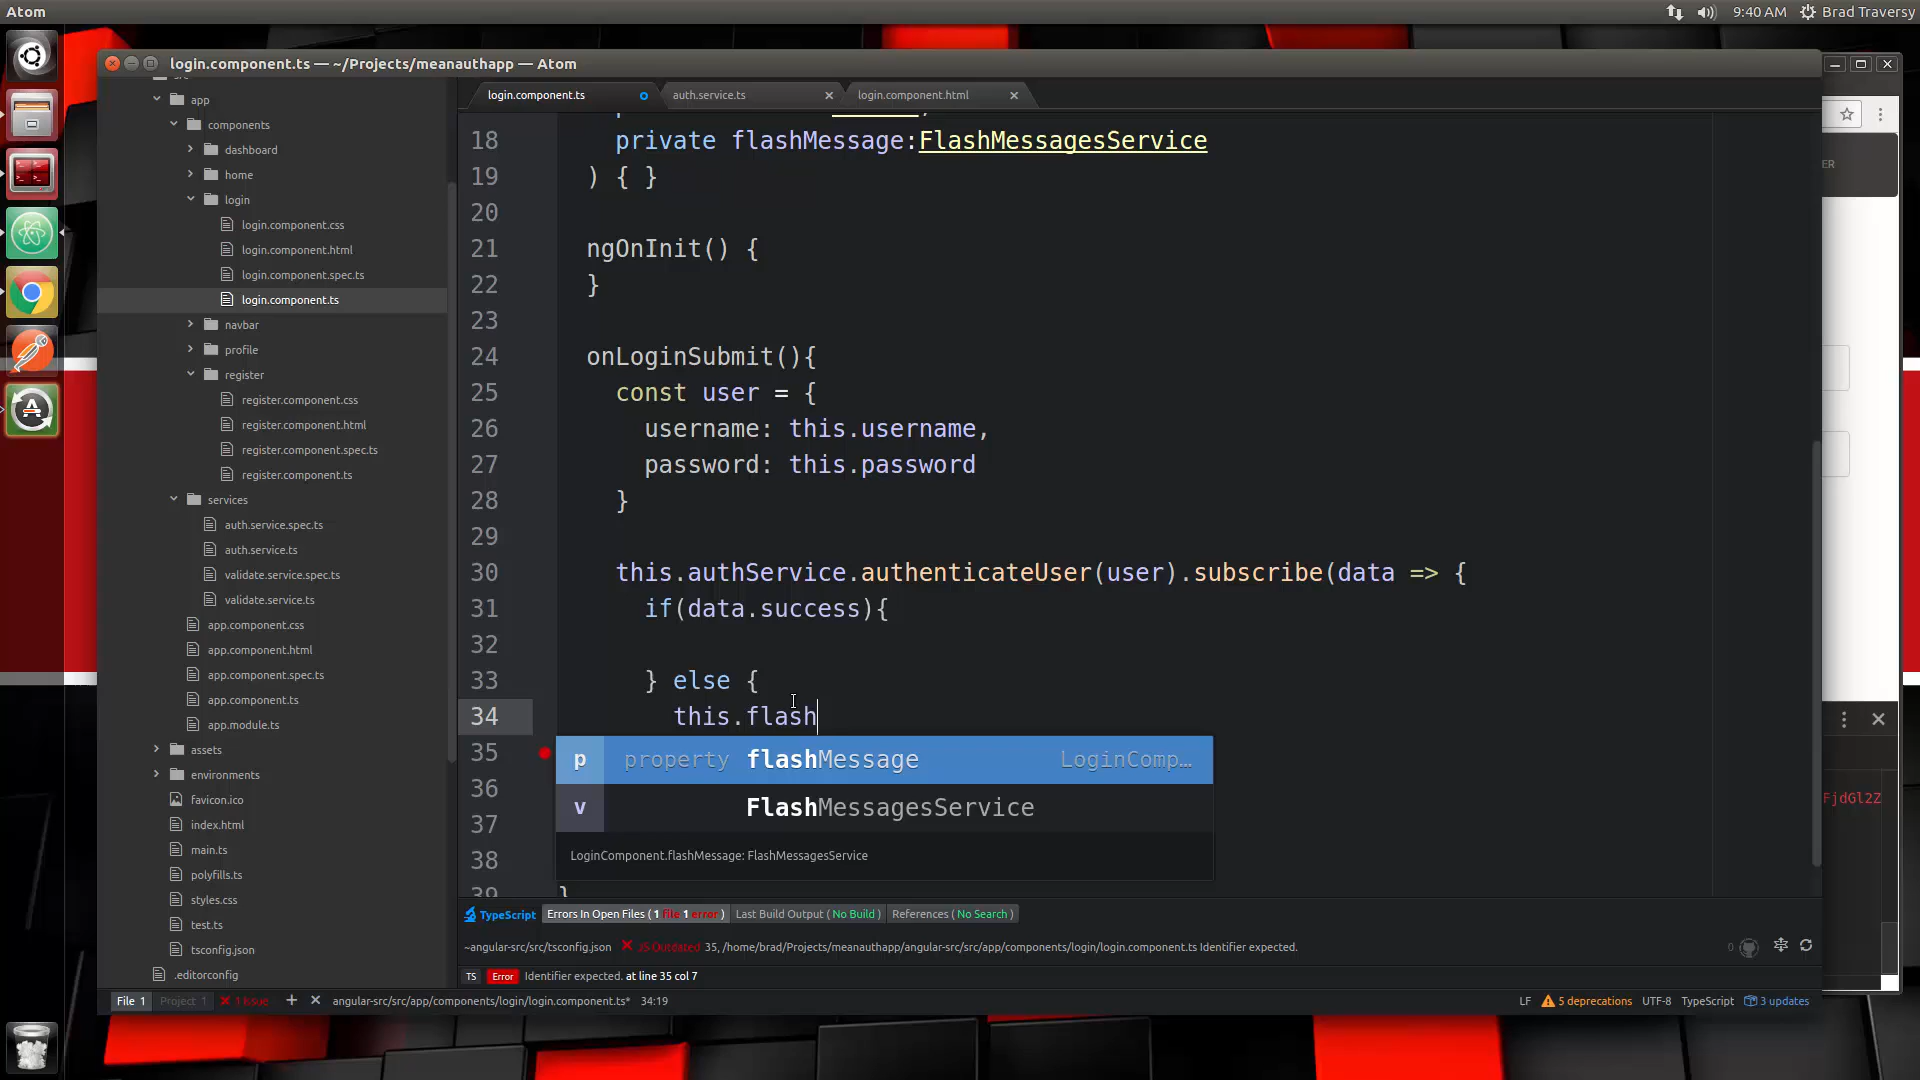 Atom
9:40 AM
Brad Traversy
login.component.ts — ~/Projects/meanauthapp — Atom
login.component.ts
auth.service.ts
login.component.html
app
components
dashboard
home
login
login.component.css
login.component.html
login.component.spec.ts
login.component.ts
navbar
profile
register
register.component.css
register.component.html
register.component.spec.ts
register.component.ts
services
auth.service.spec.ts
auth.service.ts
validate.service.spec.ts
validate.service.ts
app.component.css
app.component.html
app.component.spec.ts
app.component.ts
app.module.ts
assets
environments
favicon.ico
index.html
main.ts
polyfills.ts
styles.css
test.ts
tsconfig.json
.editorconfig
18 private flashMessage:FlashMessagesService
19 ) { }
20
21 ngOnInit() {
22 }
23
24 onLoginSubmit(){
25 const user = {
26 username: this.username,
27 password: this.password
28 }
29
30 this.authService.authenticateUser(user).subscribe(data => {
31 if(data.success){
32
33 } else {
34 this.flash
35
36
37
38
39 }
p property flashMessage LoginComp...
v FlashMessagesService
LoginComponent.flashMessage: FlashMessagesService
ER
FjdGl2Z
TypeScript Errors In Open Files ( 1 file 1 error ) Last Build Output ( No Build ) References ( No Search )
~angular-src/src/tsconfig.json JS Outdated 35, /home/brad/Projects/meanauthapp/angular-src/src/app/components/login/login.component.ts Identifier expected.
0
TS Error Identifier expected. at line 35 col 7
File 1 Project 1 1 Issue + × angular-src/src/app/components/login/login.component.ts* 34:19
LF 5 deprecations UTF-8 TypeScript 3 updates